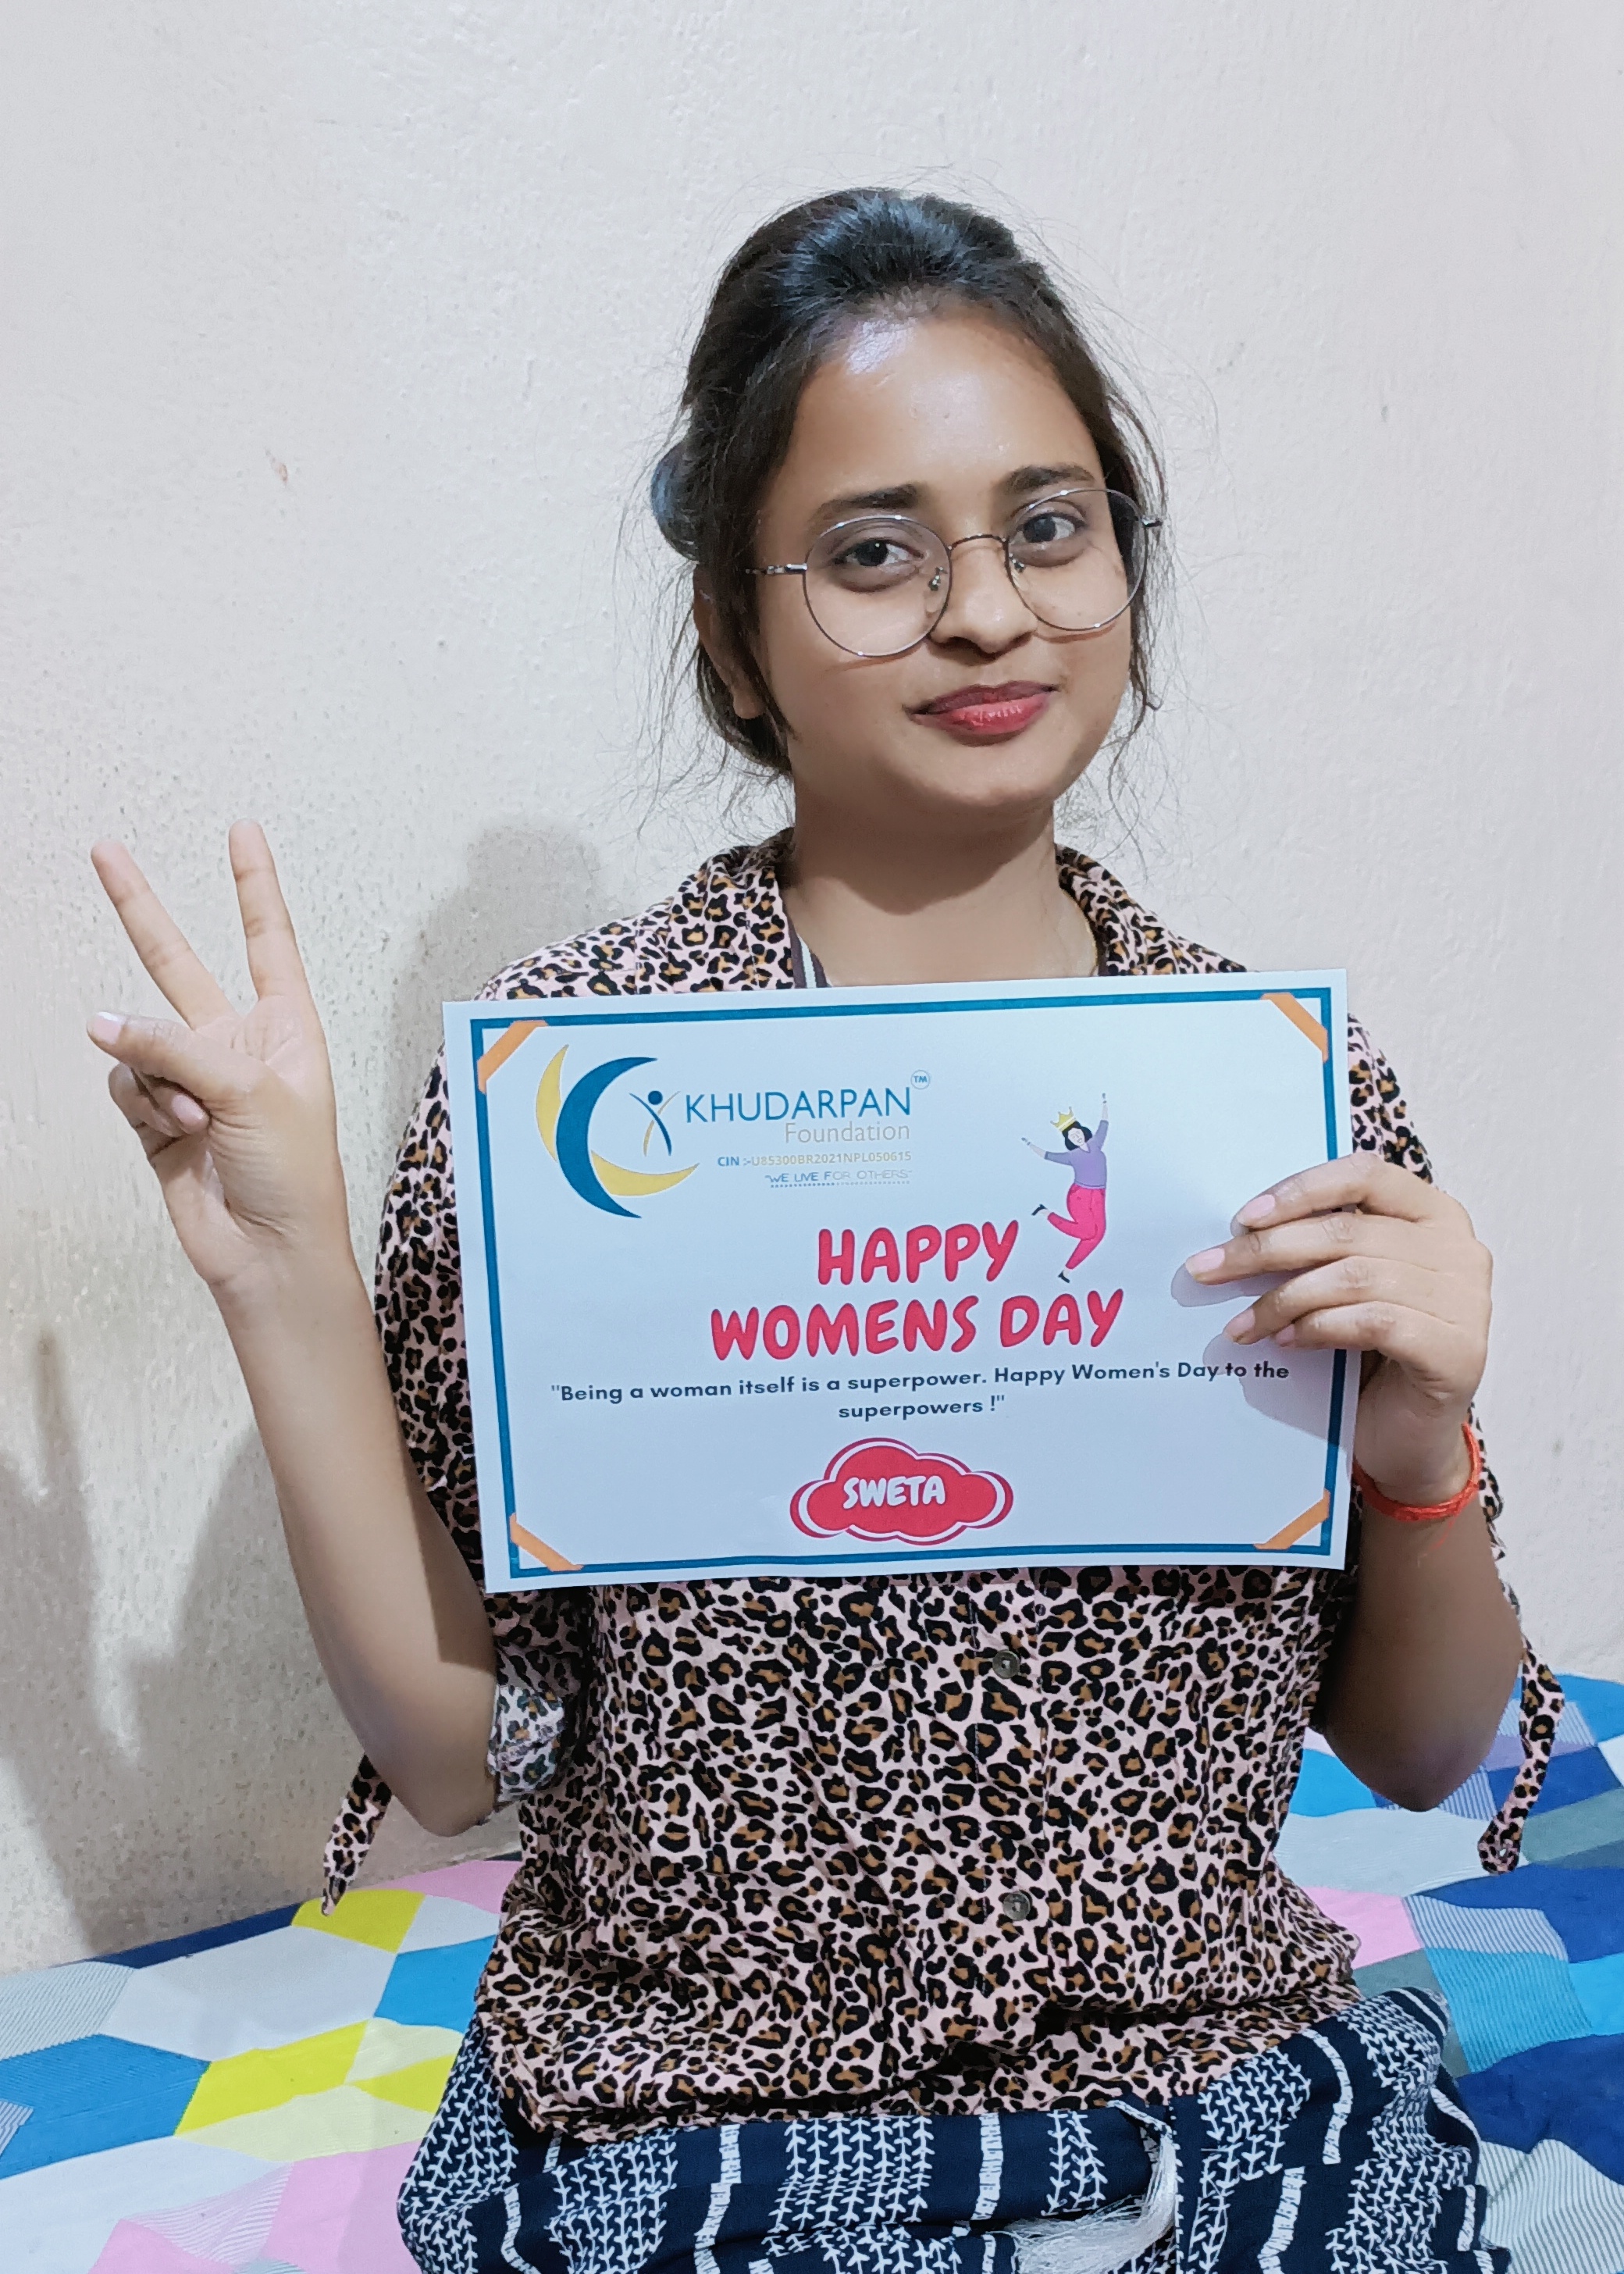 KHUDARPAN TM
Foundation
CIN :-U85300BR2021NPL050615
"WE LIVE FOR OTHERS"
HAPPY
WOMENS DAY
"Being a woman itself is a superpower. Happy Women's Day to the
superpowers !"
SWETA